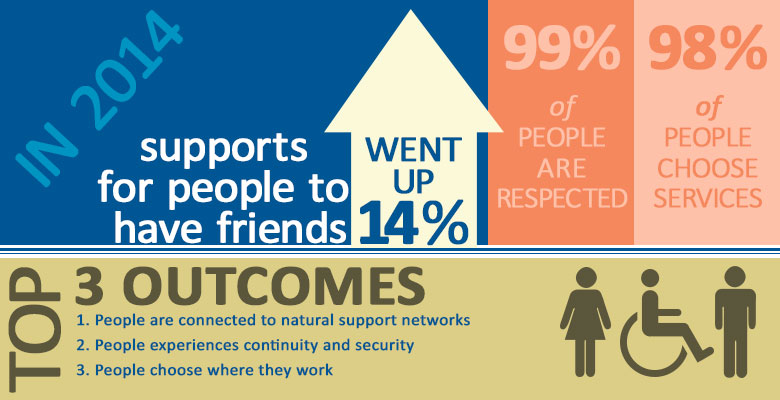 IN 2014
supports
for people to
have friends
WENT
UP
14%
99%
of
PEOPLE
ARE
RESPECTED
98%
of
PEOPLE
CHOOSE
SERVICES
TOP
3 OUTCOMES
1. People are connected to natural support networks
2. People experiences continuity and security
3. People choose where they work